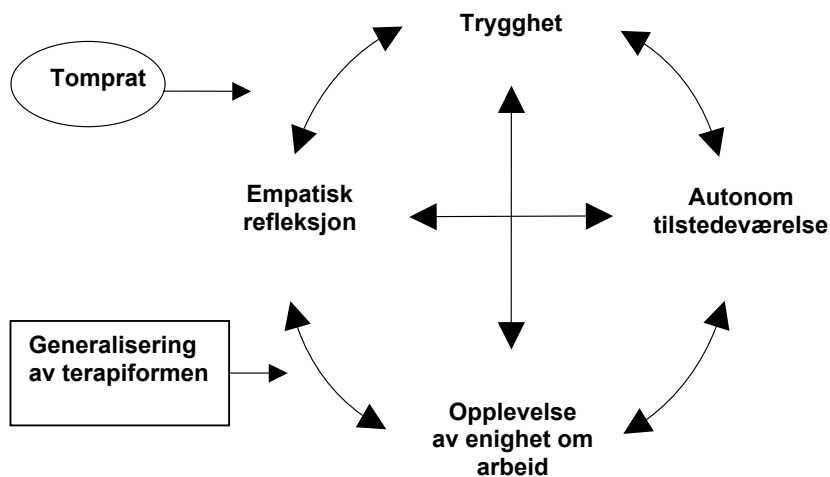 Trygghet
Tomprat
Empatisk
refleksjon
Autonom
tilstedeværelse
Generalisering
av terapiformen
Opplevelse
av enighet om
arbeid